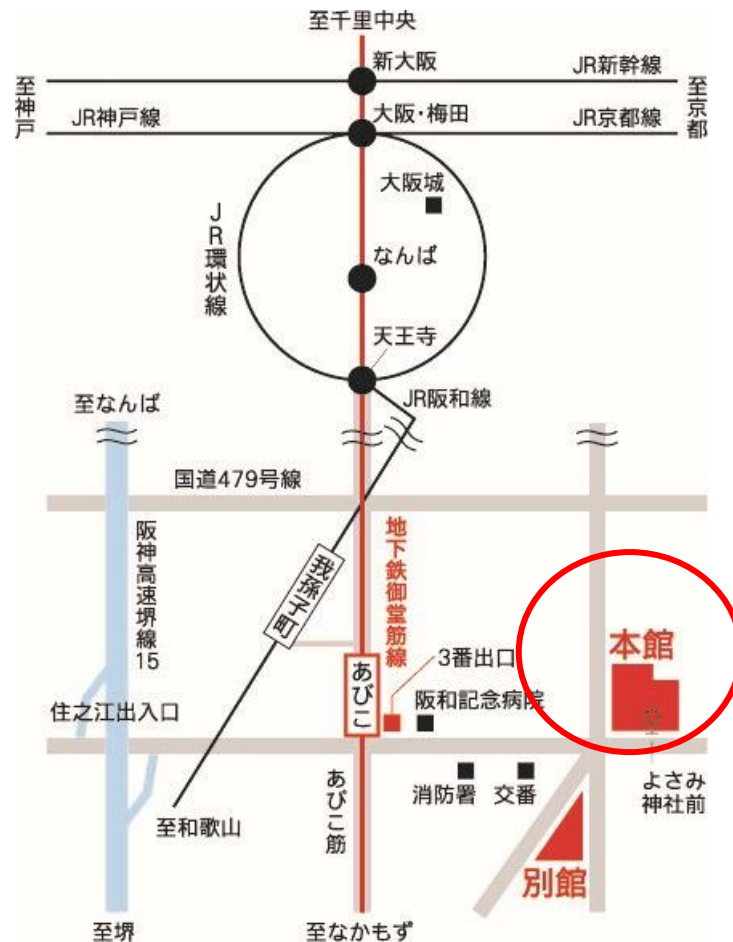 至千里中央
新大阪
JR新幹線
至神戸
至京都
JR神戸線
大阪・梅田
JR京都線
大阪城
JR環状線
なんば
天王寺
至なんば
JR阪和線
国道479号線
阪神高速堺線15
我孫子町
地下鉄御堂筋線
本館
3番出口
あびこ
阪和記念病院
住之江出入口
消防署
交番
よさみ
神社前
あびこ筋
至和歌山
別館
至堺
至なかもず